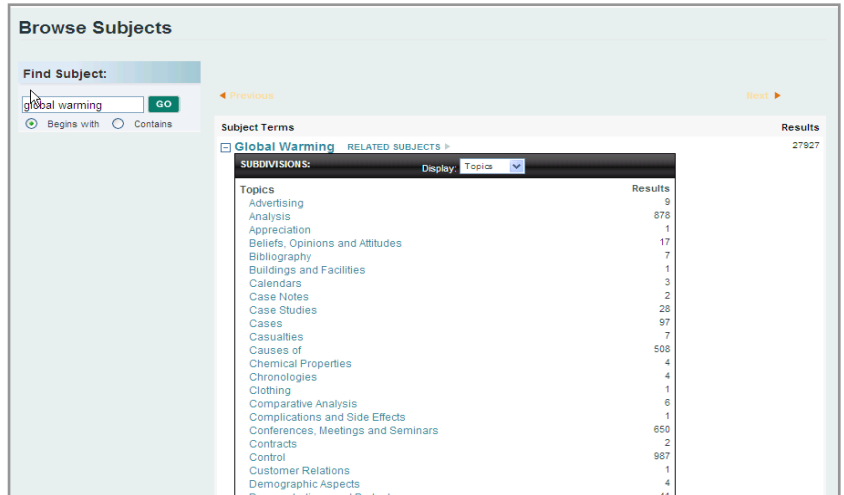 Browse Subjects
Find Subject:
global warming GO
Begins with Contains
Previous Next
Subject Terms Results
Global Warming RELATED SUBJECTS 27927
SUBDIVISIONS: Display: Topics
Topics Results
Advertising 9
Analysis 878
Appreciation 1
Beliefs, Opinions and Attitudes 17
Bibliography 7
Buildings and Facilities 1
Calendars 3
Case Notes 2
Case Studies 28
Cases 97
Casualties 7
Causes of 508
Chemical Properties 4
Chronologies 4
Clothing 1
Comparative Analysis 6
Complications and Side Effects 1
Conferences, Meetings and Seminars 650
Contracts 2
Control 987
Customer Relations 1
Demographic Aspects 4